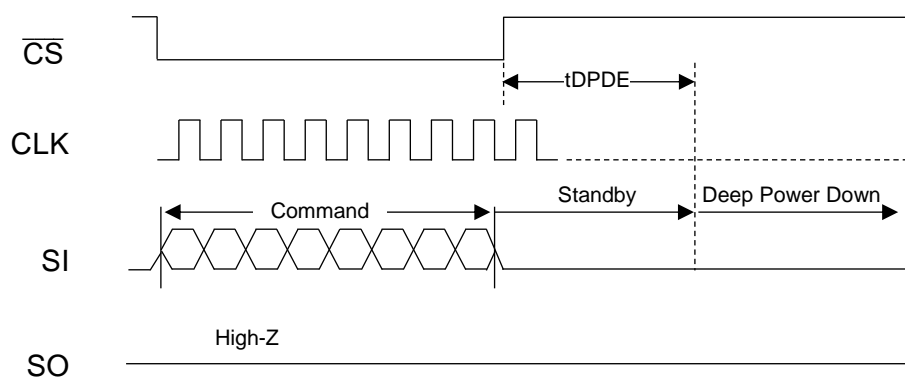 CS
tDPDE
CLK
Command
Standby
Deep Power Down
SI
High-Z
SO